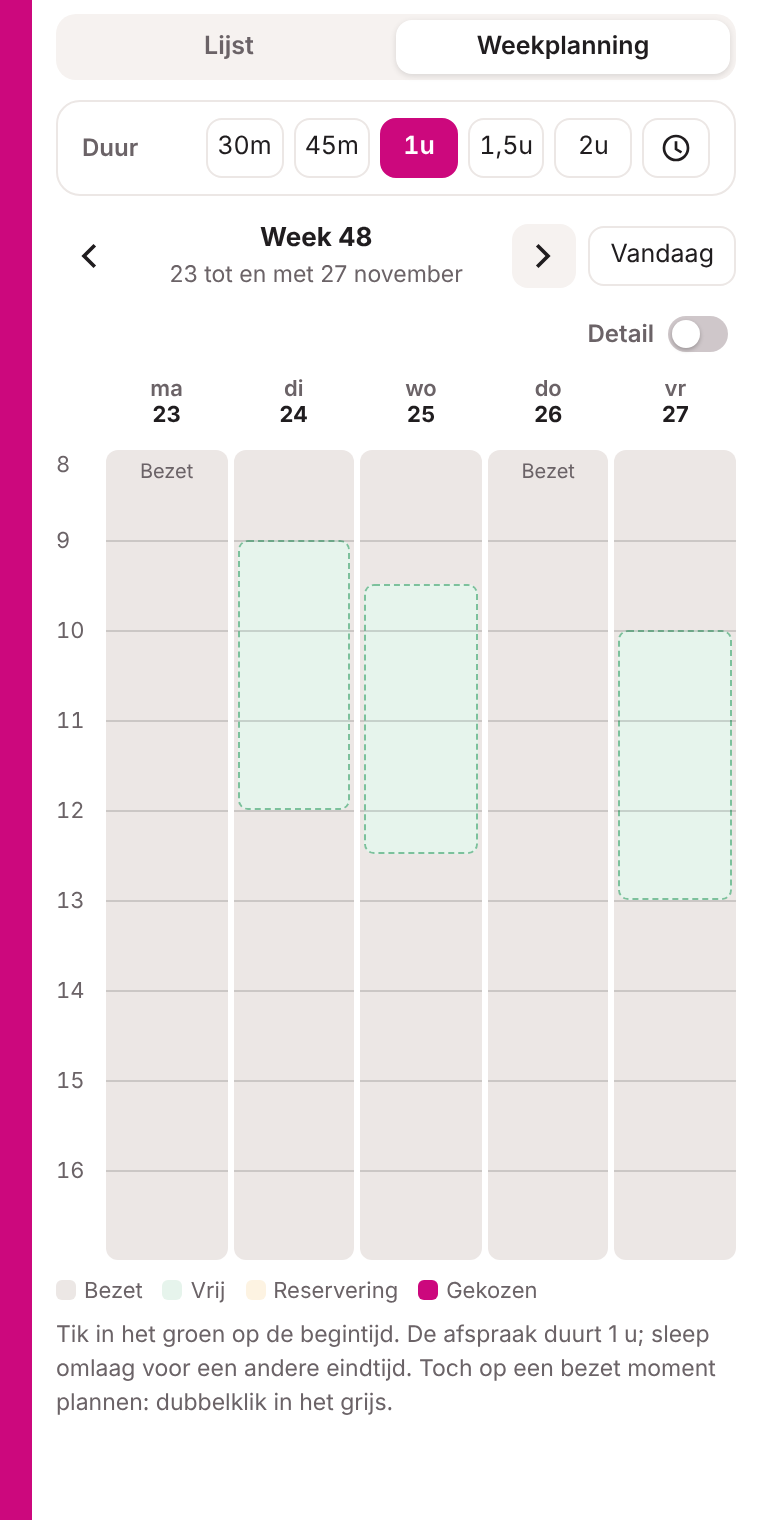 Lijst Weekplanning
Duur 30m 45m 1u 1,5u 2u
Week 48
23 tot en met 27 november
Vandaag
Detail
ma di wo do vr
23 24 25 26 27
8
Bezet Bezet
9
10
11
12
13
14
15
16
Bezet Vrij Reservering Gekozen
Tik in het groen op de begintijd. De afspraak duurt 1 u; sleep
omlaag voor een andere eindtijd. Toch op een bezet moment
plannen: dubbelklik in het grijs.